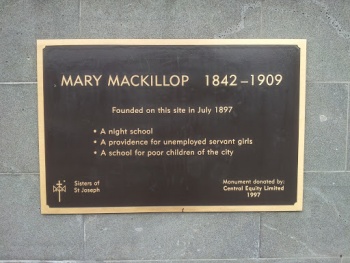 MARY MACKILLOP 1842 – 1909
Founded on this site in July 1897
• A night school
• A providence for unemployed servant girls
• A school for poor children of the city
Sisters of
St Joseph
Monument donated by:
Central Equity Limited
1997